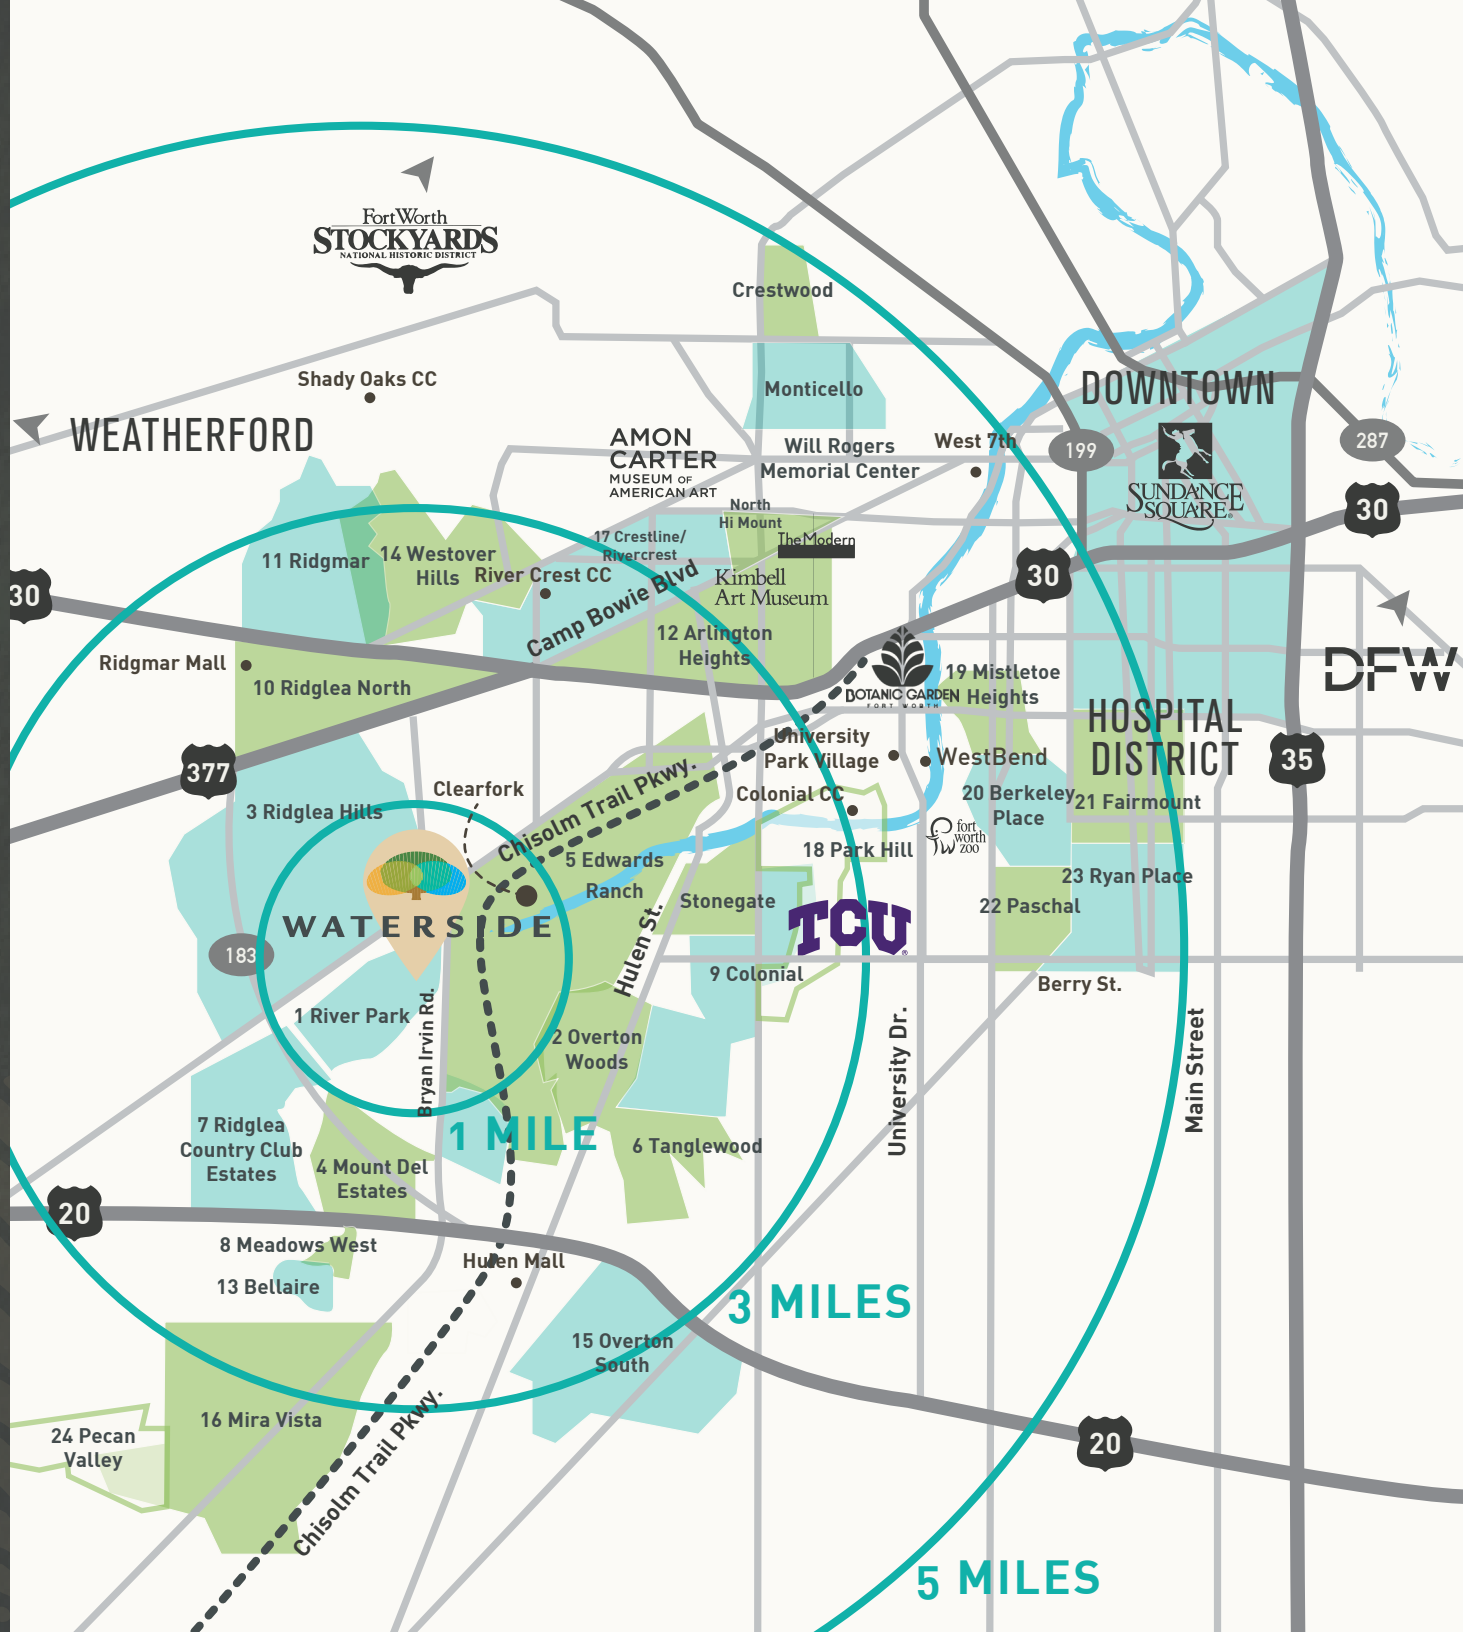 Fort Worth
STOCKYARDS
NATIONAL HISTORIC DISTRICT
Crestwood
Shady Oaks CC
Monticello
DOWNTOWN
WEATHERFORD
AMON
CARTER
MUSEUM OF
AMERICAN ART
Will Rogers
Memorial Center
West 7th
199
287
SUNDANCE
SQUARE
30
North
Hi Mount
The Modern
17 Crestline/
Rivercrest
11 Ridgmar
14 Westover
Hills
River Crest CC
Camp Bowie Blvd
Kimbell
Art Museum
30
30
12 Arlington
Heights
Ridgmar Mall
10 Ridglea North
BOTANIC GARDEN
FORT WORTH
19 Mistletoe
Heights
DFW
HOSPITAL
DISTRICT
University
Park Village
WestBend
377
35
Clearfork
Chisolm Trail Pkwy.
Colonial CC
20 Berkeley
Place
21 Fairmount
3 Ridglea Hills
fort
worth
zoo
18 Park Hill
5 Edwards
Ranch
23 Ryan Place
Stonegate
22 Paschal
WATERSIDE
TCU
Hulen St.
183
9 Colonial
Berry St.
1 River Park
Bryan Irvin Rd.
2 Overton
Woods
University Dr.
Main Street
1 MILE
7 Ridglea
Country Club
Estates
4 Mount Del
Estates
6 Tanglewood
20
8 Meadows West
Hulen Mall
13 Bellaire
3 MILES
15 Overton
South
16 Mira Vista
Chisolm Trail Pkwy.
24 Pecan
Valley
20
5 MILES